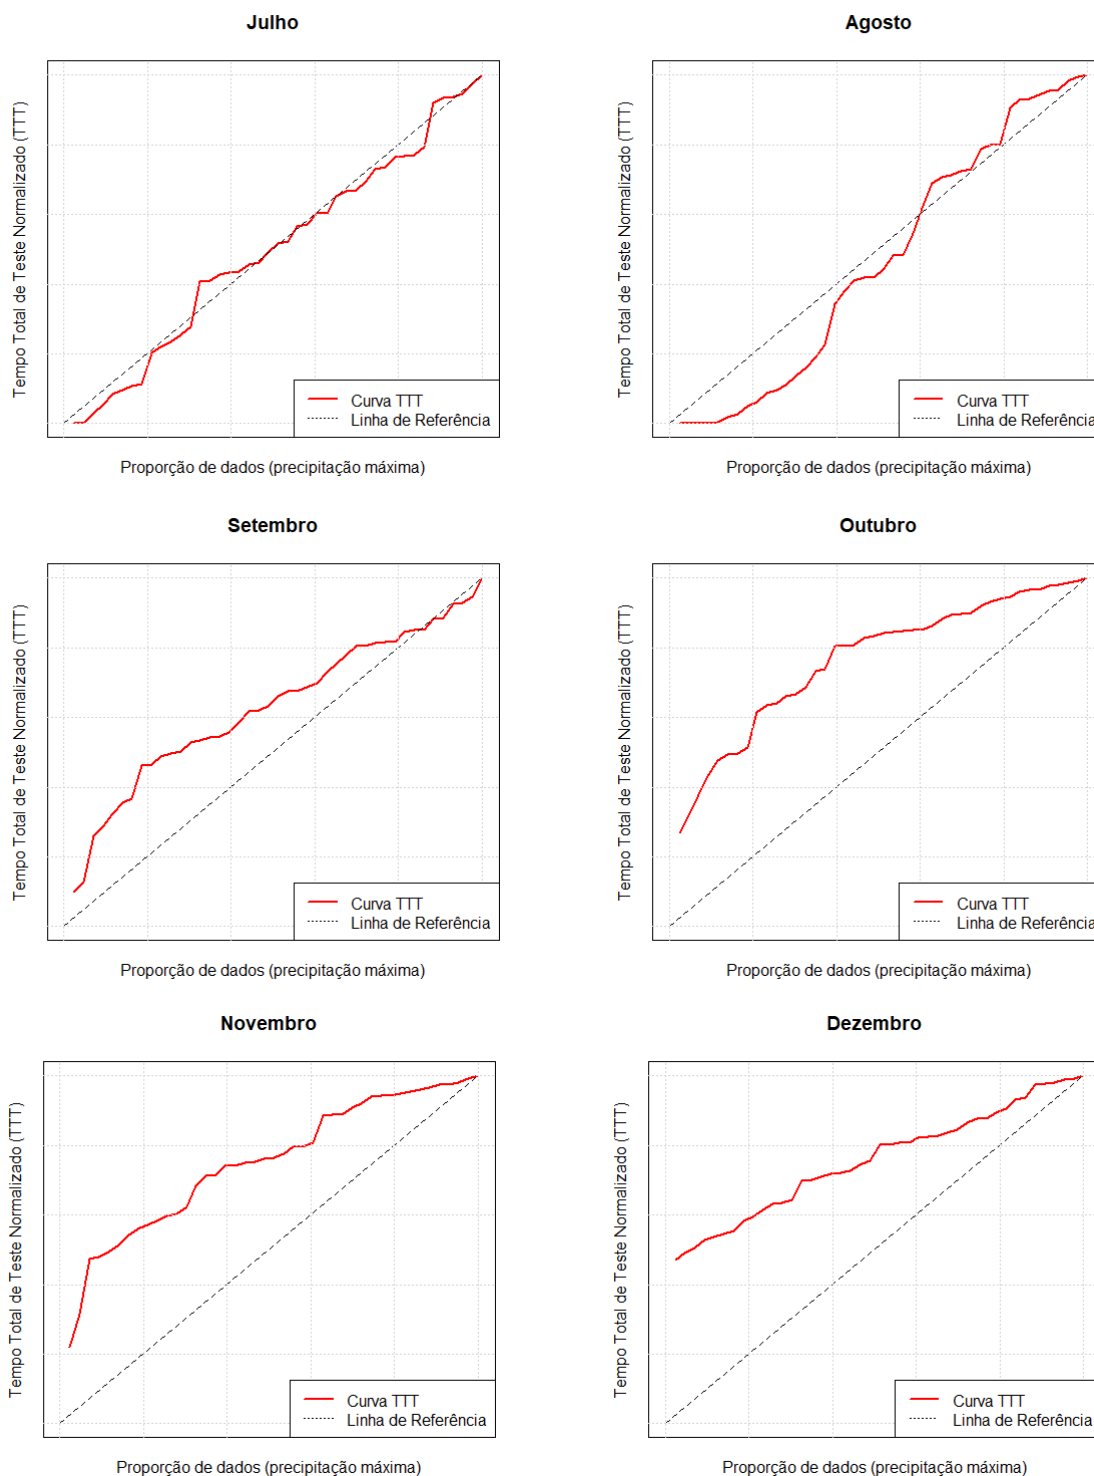 Julho
Tempo Total de Teste Normalizado (TTT)
Curva TTT
Linha de Referência
Proporção de dados (precipitação máxima)
Agosto
Tempo Total de Teste Normalizado (TTT)
Curva TTT
Linha de Referência
Proporção de dados (precipitação máxima)
Setembro
Tempo Total de Teste Normalizado (TTT)
Curva TTT
Linha de Referência
Proporção de dados (precipitação máxima)
Outubro
Tempo Total de Teste Normalizado (TTT)
Curva TTT
Linha de Referência
Proporção de dados (precipitação máxima)
Novembro
Tempo Total de Teste Normalizado (TTT)
Curva TTT
Linha de Referência
Proporção de dados (precipitação máxima)
Dezembro
Tempo Total de Teste Normalizado (TTT)
Curva TTT
Linha de Referência
Proporção de dados (precipitação máxima)